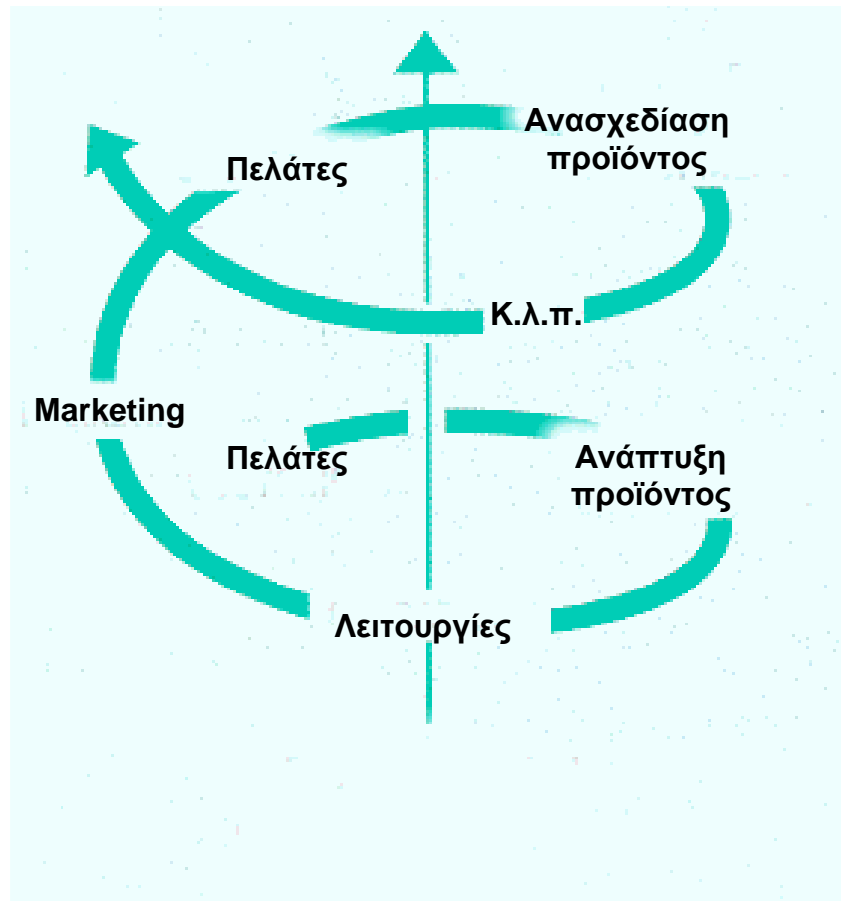 Ανασχεδίαση
προϊόντος
Πελάτες
Κ.λ.π.
Marketing
Πελάτες
Ανάπτυξη
προϊόντος
Λειτουργίες